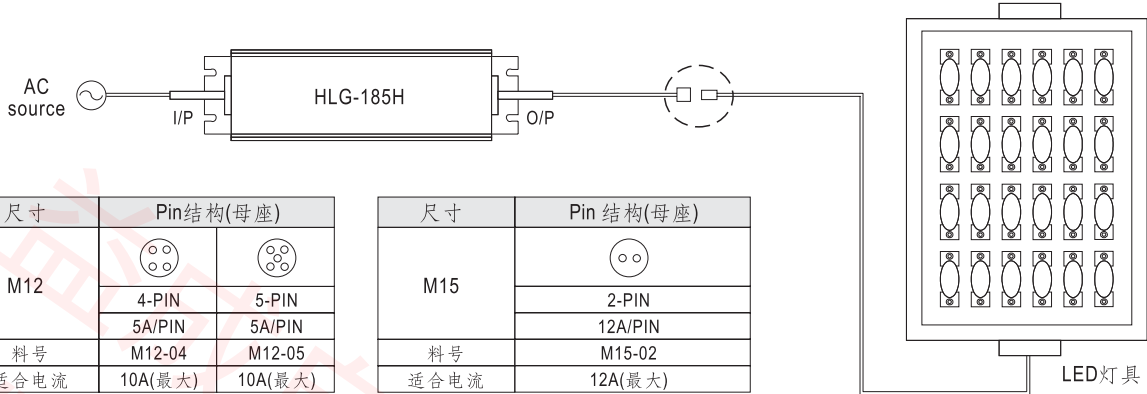 AC
source
I/P
HLG-185H
O/P
尺寸 Pin结构(母座)
M12
4-PIN 5-PIN
5A/PIN 5A/PIN
料号 M12-04 M12-05
适合电流 10A(最大) 10A(最大)
尺寸 Pin 结构(母座)
M15
2-PIN
12A/PIN
料号 M15-02
适合电流 12A(最大)
LED灯具